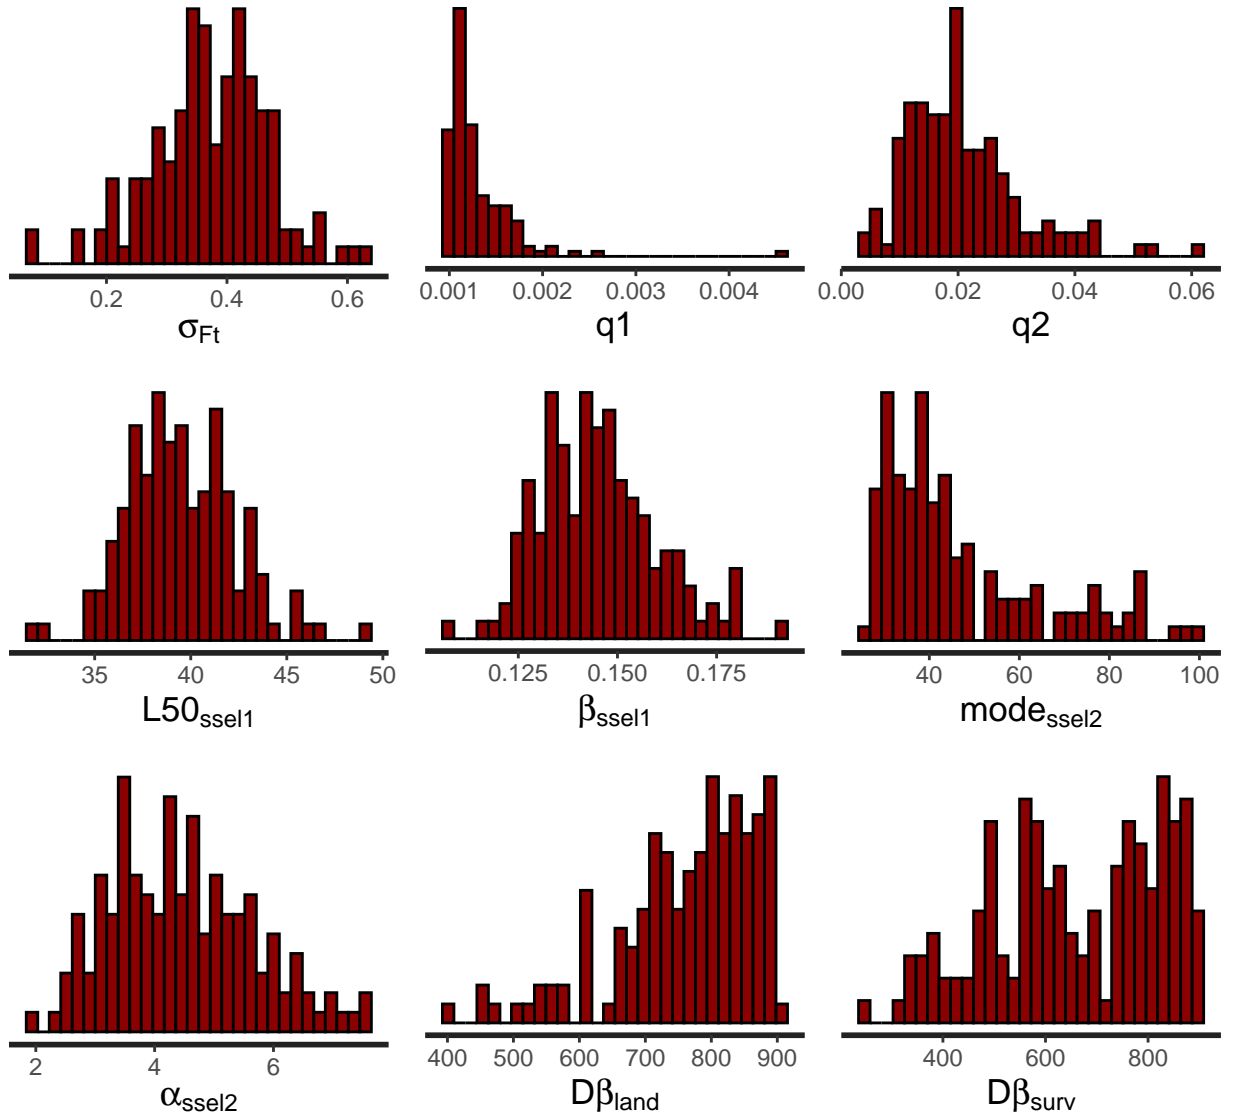 0.2 0.4 0.6
σFt
0.001 0.002 0.003 0.004
q1
0.00 0.02 0.04 0.06
q2
35 40 45 50
L50ssel1
0.125 0.150 0.175
βssel1
40 60 80 100
modessel2
2 4 6
αssel2
400 500 600 700 800 900
Dβland
400 600 800
Dβsurv